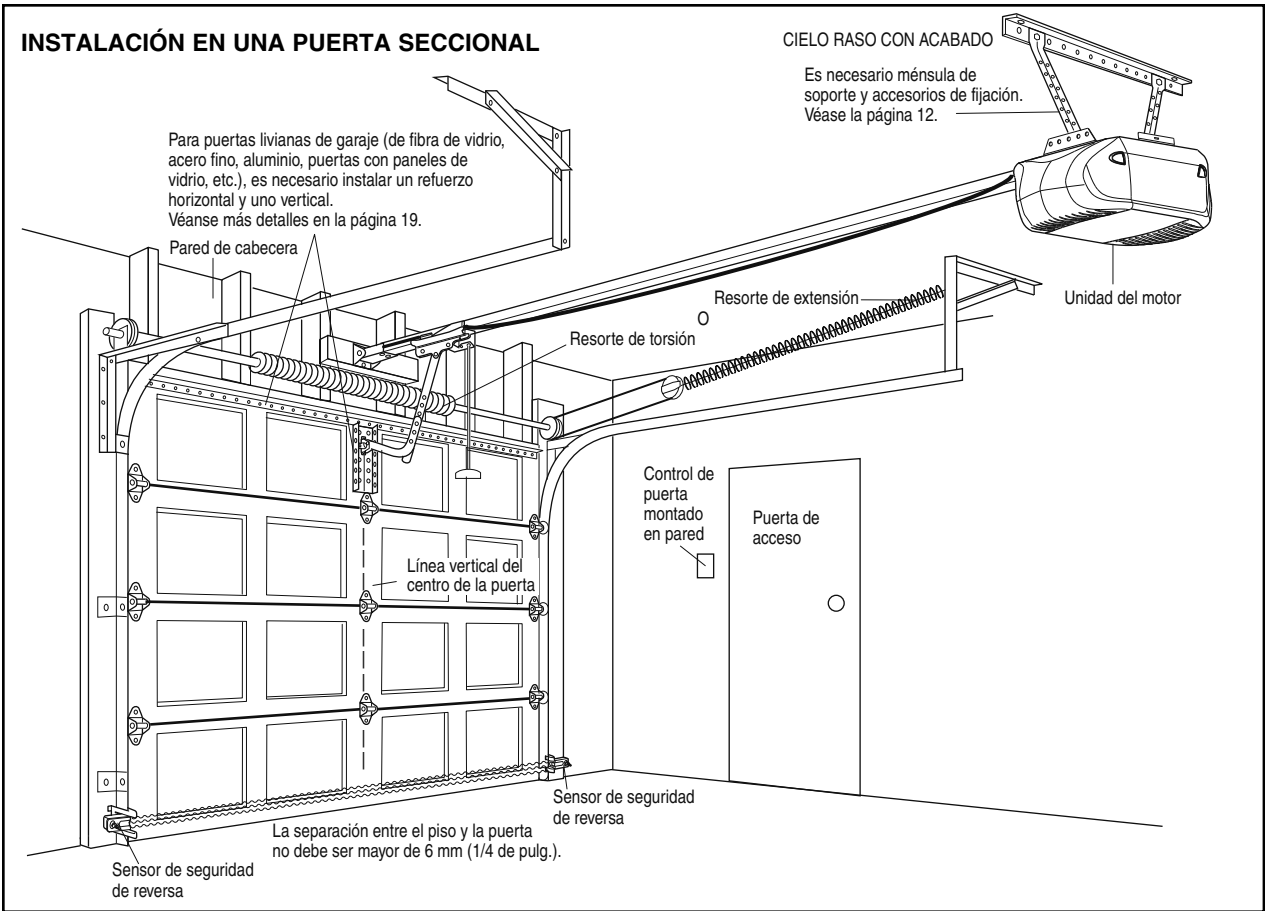 INSTALACIÓN EN UNA PUERTA SECCIONAL
CIELO RASO CON ACABADO
Es necesario ménsula de
soporte y accesorios de fijación.
Véase la página 12.
Para puertas livianas de garaje (de fibra de vidrio,
acero fino, aluminio, puertas con paneles de
vidrio, etc.), es necesario instalar un refuerzo
horizontal y uno vertical.
Véanse más detalles en la página 19.
Pared de cabecera
Resorte de extensión
O
Unidad del motor
Resorte de torsión
Control de
puerta
montado
en pared
Puerta de
acceso
Línea vertical del
centro de la puerta
Sensor de seguridad
de reversa
La separación entre el piso y la puerta
no debe ser mayor de 6 mm (1/4 de pulg.).
Sensor de seguridad
de reversa